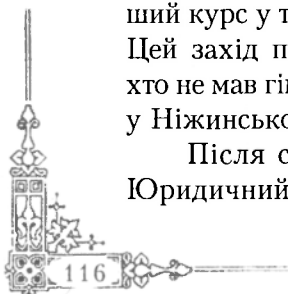 ший курс у т
Цей захід п
хто не мав гі
у Ніжинсько
Після с
Юридичний
116